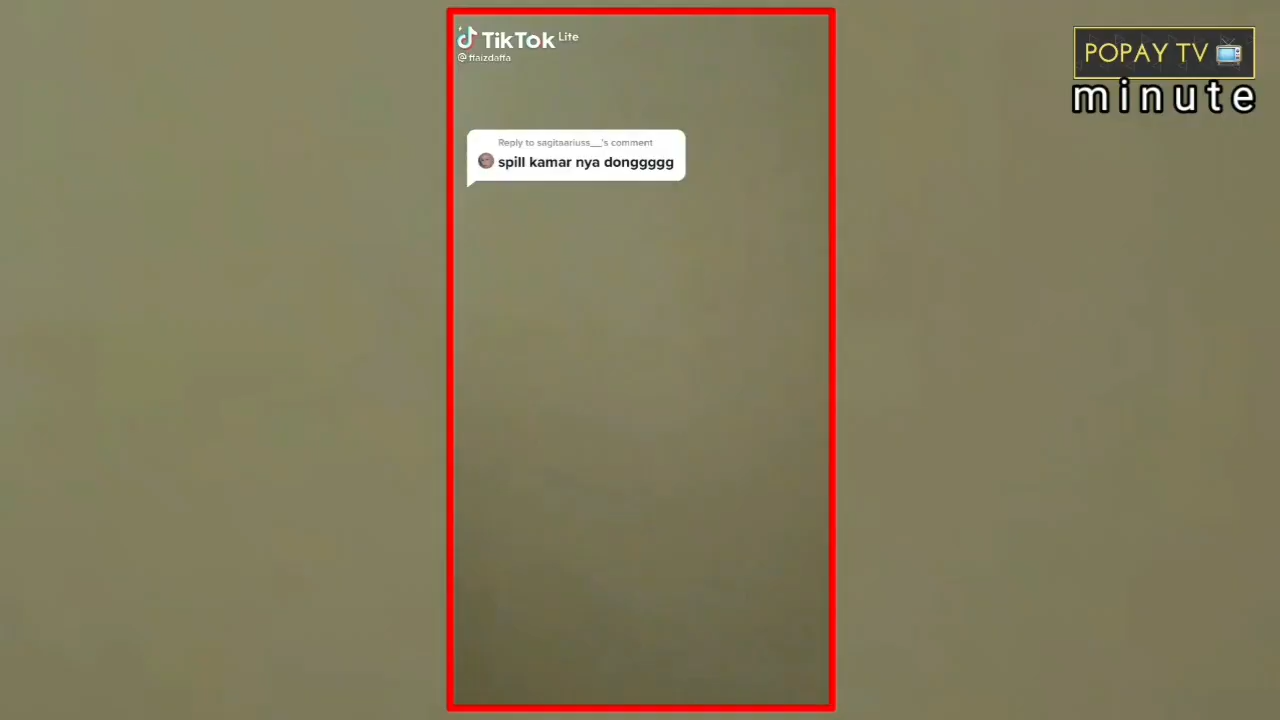 TikTok Lite
@ffaizdaffa
Reply to sagitaariuss__'s comment
spill kamar nya donggggg
POPAY TV
minute